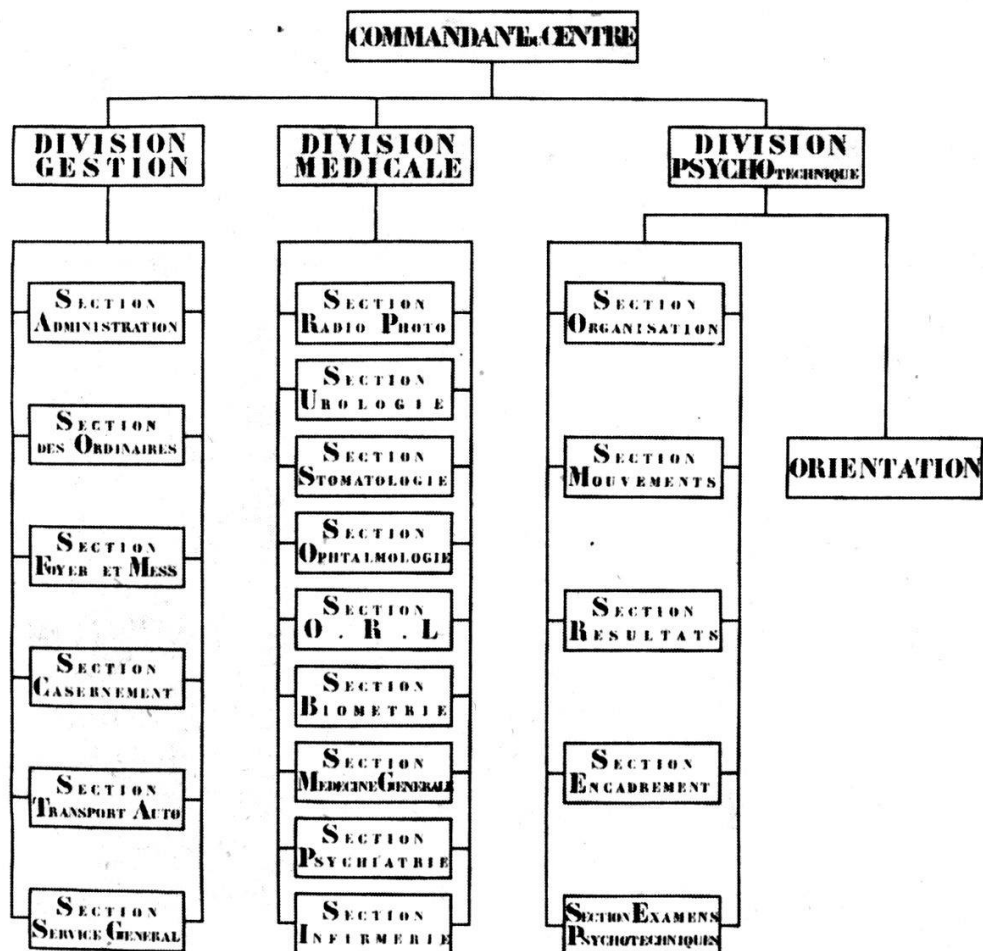 COMMANDANT DU CENTRE
DIVISION
GESTION
DIVISION
MEDICALE
DIVISION
PSYCHOTECHNIQUE
SECTION
ADMINISTRATION
SECTION
DES ORDINAIRES
SECTION
FOYER ET MESS
SECTION
CASERNEMENT
SECTION
TRANSPORT AUTO
SECTION
SERVICE GENERAL
SECTION
RADIO PHOTO
SECTION
UROLOGIE
SECTION
STOMATOLOGIE
SECTION
OPHTALMOLOGIE
SECTION
O.R.L
SECTION
BIOMETRIE
SECTION
MEDECINE GENERALE
SECTION
PSYCHIATRIE
SECTION
INFIRMERIE
SECTION
ORGANISATION
SECTION
MOUVEMENTS
SECTION
RESULTATS
SECTION
ENCADREMENT
SECTION EXAMENS
PSYCHOTECHNIQUES
ORIENTATION